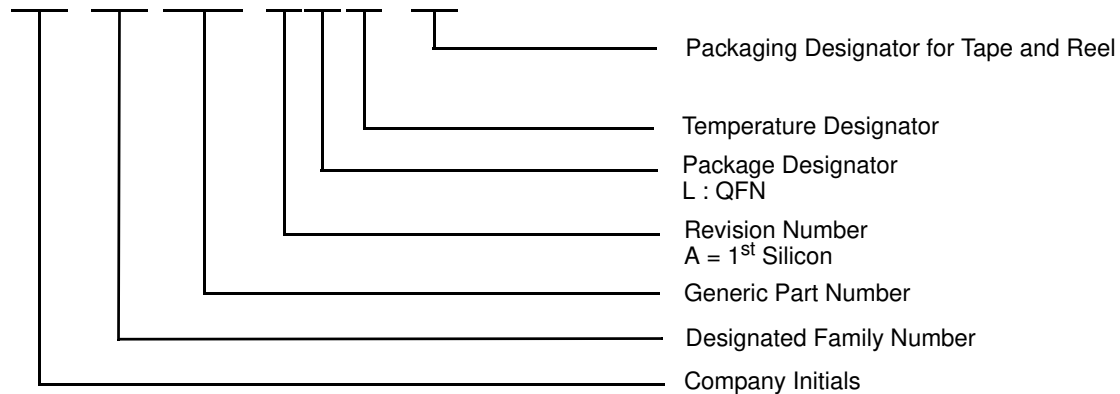 Packaging Designator for Tape and Reel
Temperature Designator
Package Designator
L : QFN
Revision Number
A = 1st Silicon
Generic Part Number
Designated Family Number
Company Initials